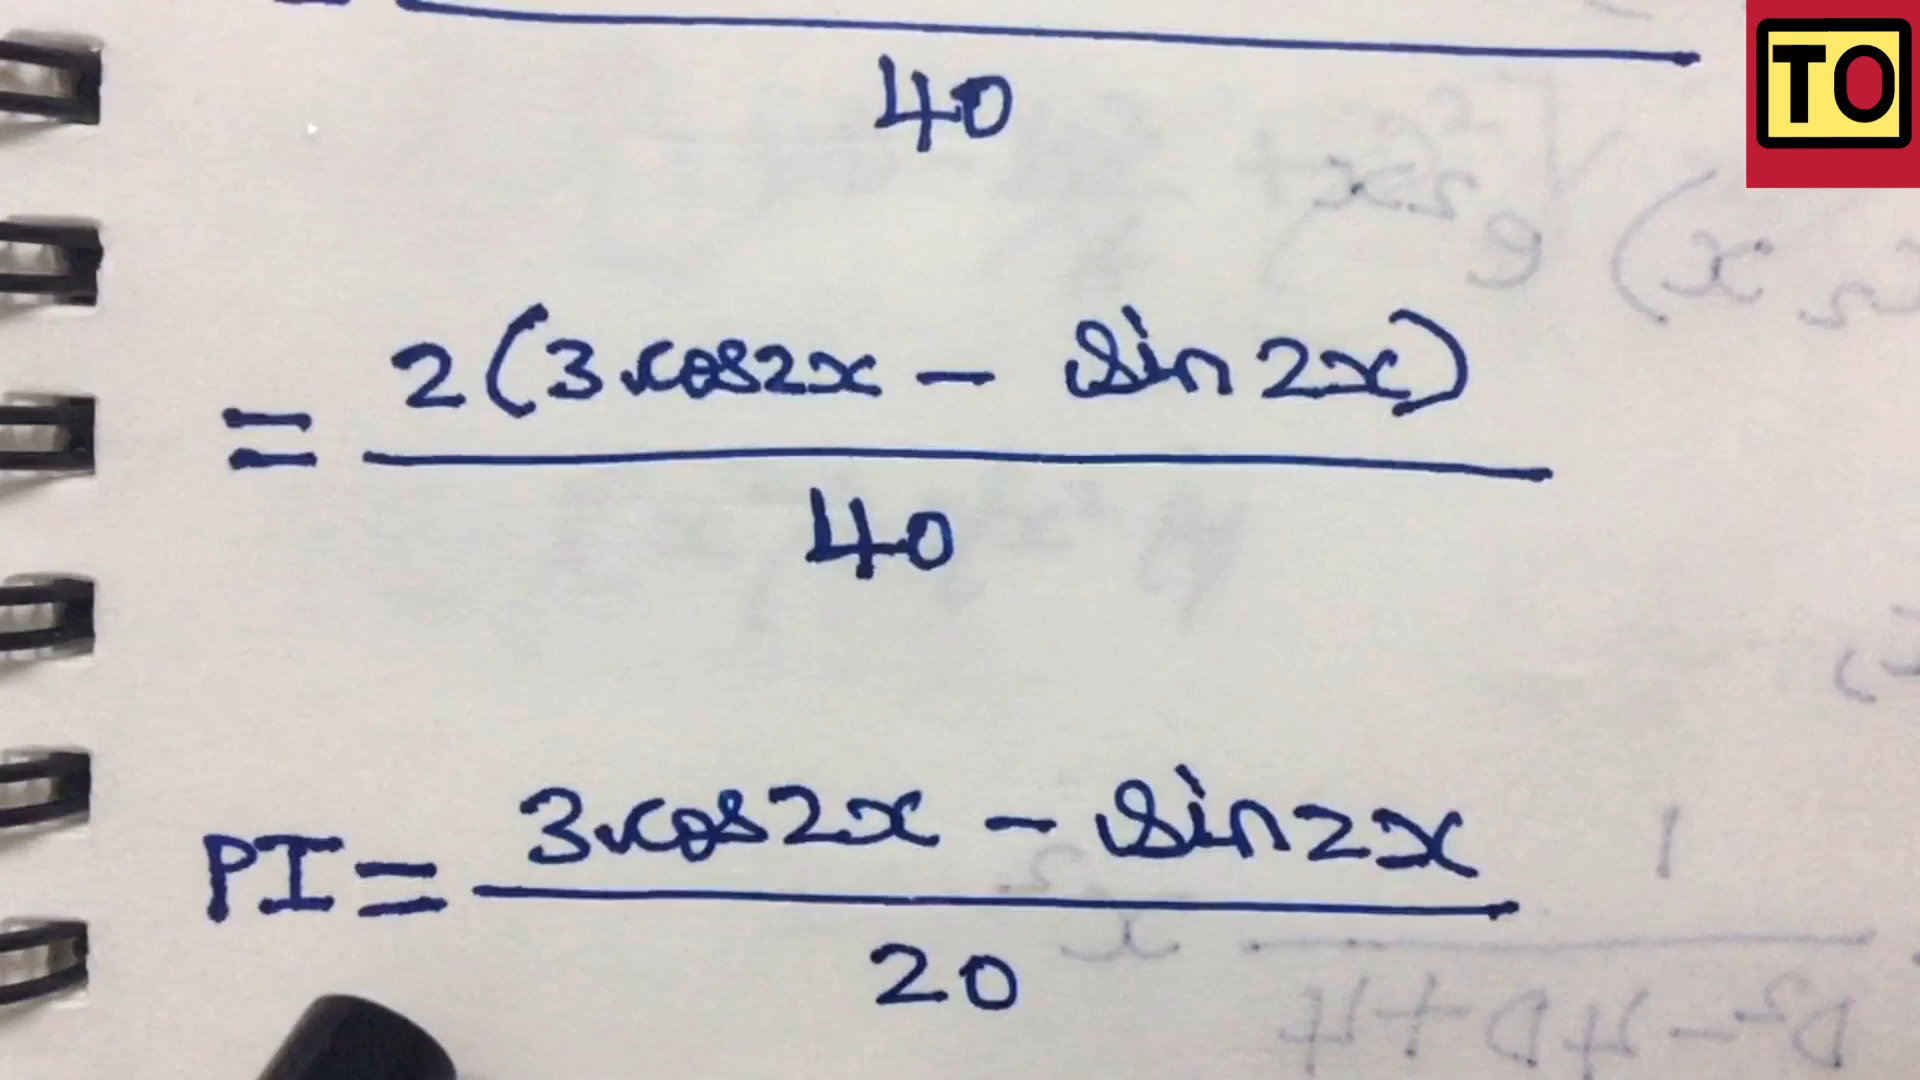 TO
40
= 2(3cos2x - sin2x)
40
PI = 3cos2x - sin2x
20